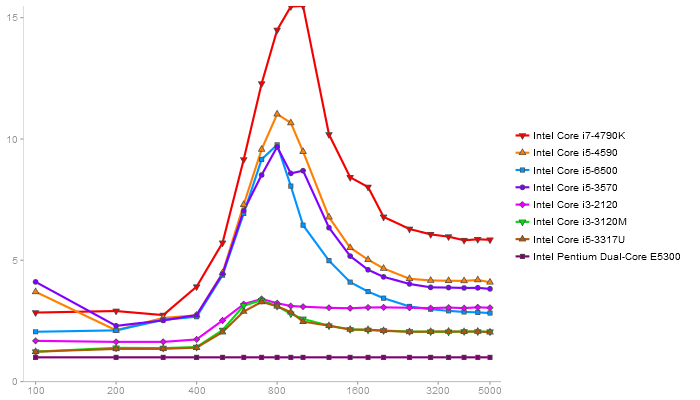 15
10
5
0
100
200
400
800
1600
3200
5000
Intel Core i7-4790K
Intel Core i5-4590
Intel Core i5-6500
Intel Core i5-3570
Intel Core i3-2120
Intel Core i3-3120M
Intel Core i5-3317U
Intel Pentium Dual-Core E5300